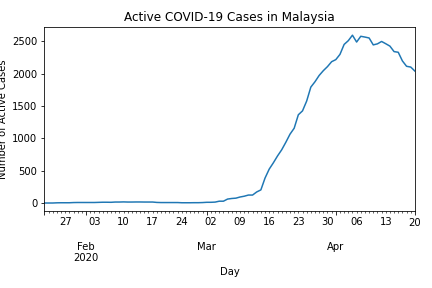 Active COVID-19 Cases in Malaysia
Number of Active Cases
2500
2000
1500
1000
500
0
27 03 10 17 24 02 09 16 23 30 06 13 20
Feb Mar Apr
2020
Day